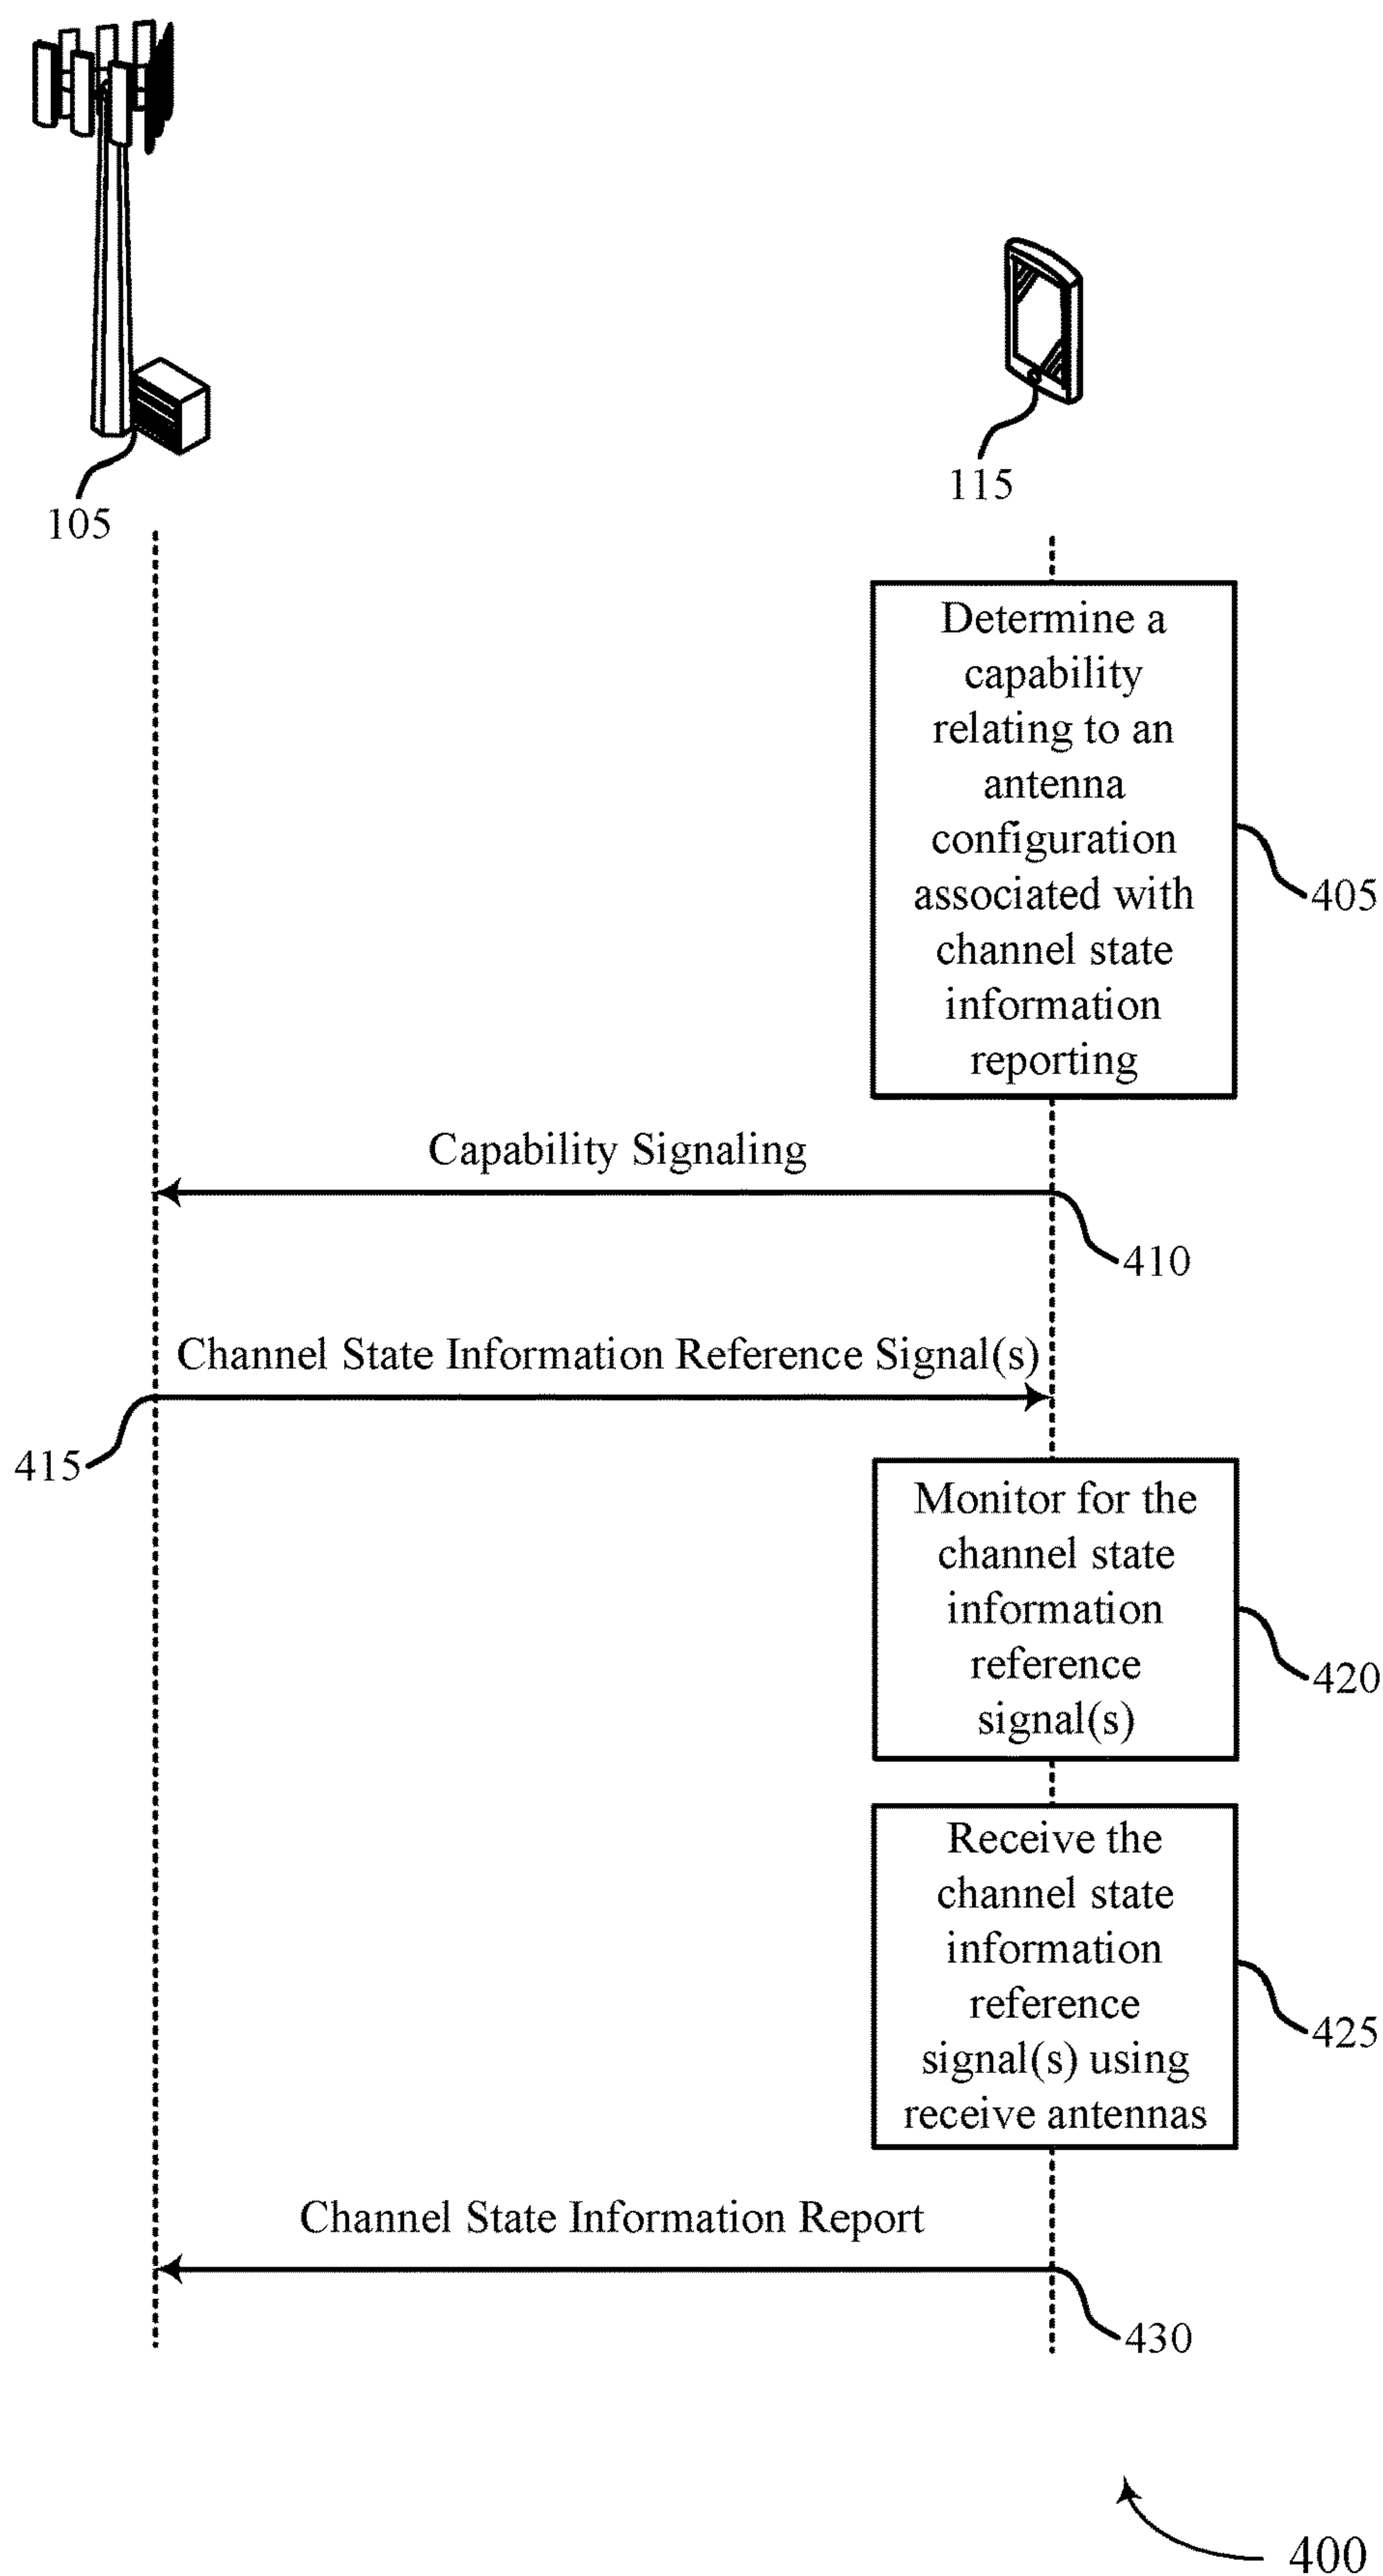 115
105
Determine a
capability
relating to an
antenna
configuration
associated with
channel state
information
reporting
405
Capability Signaling
410
Channel State Information Reference Signal(s)
415
Monitor for the
channel state
information
reference
signal(s)
420
Receive the
channel state
information
reference
signal(s) using
receive antennas
425
Channel State Information Report
430
400